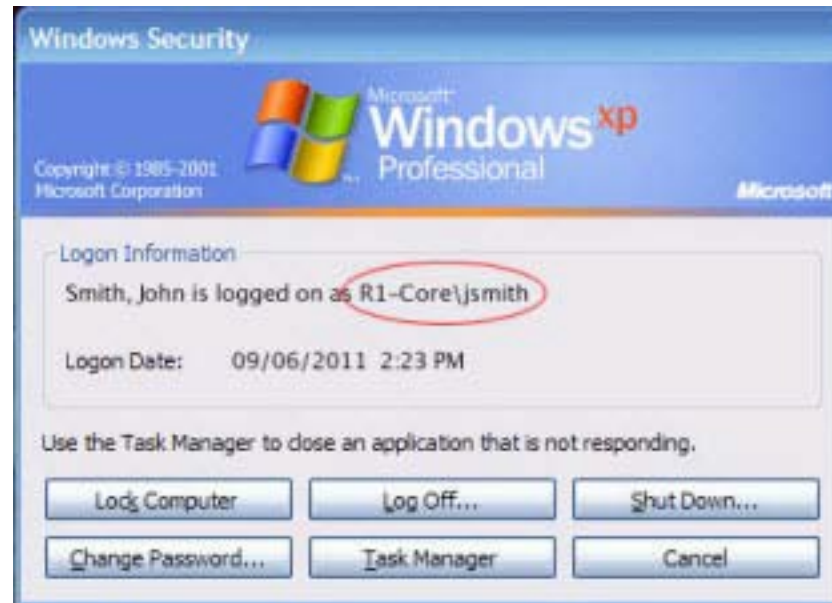 Windows Security
Microsoft
Windows xp
Professional
Copyright © 1985-2001
Microsoft Corporation
Microsoft
Logon Information
Smith, John is logged on as R1-Core\jsmith
Logon Date: 09/06/2011 2:23 PM
Use the Task Manager to close an application that is not responding.
Lock Computer
Log Off...
Shut Down...
Change Password...
Task Manager
Cancel